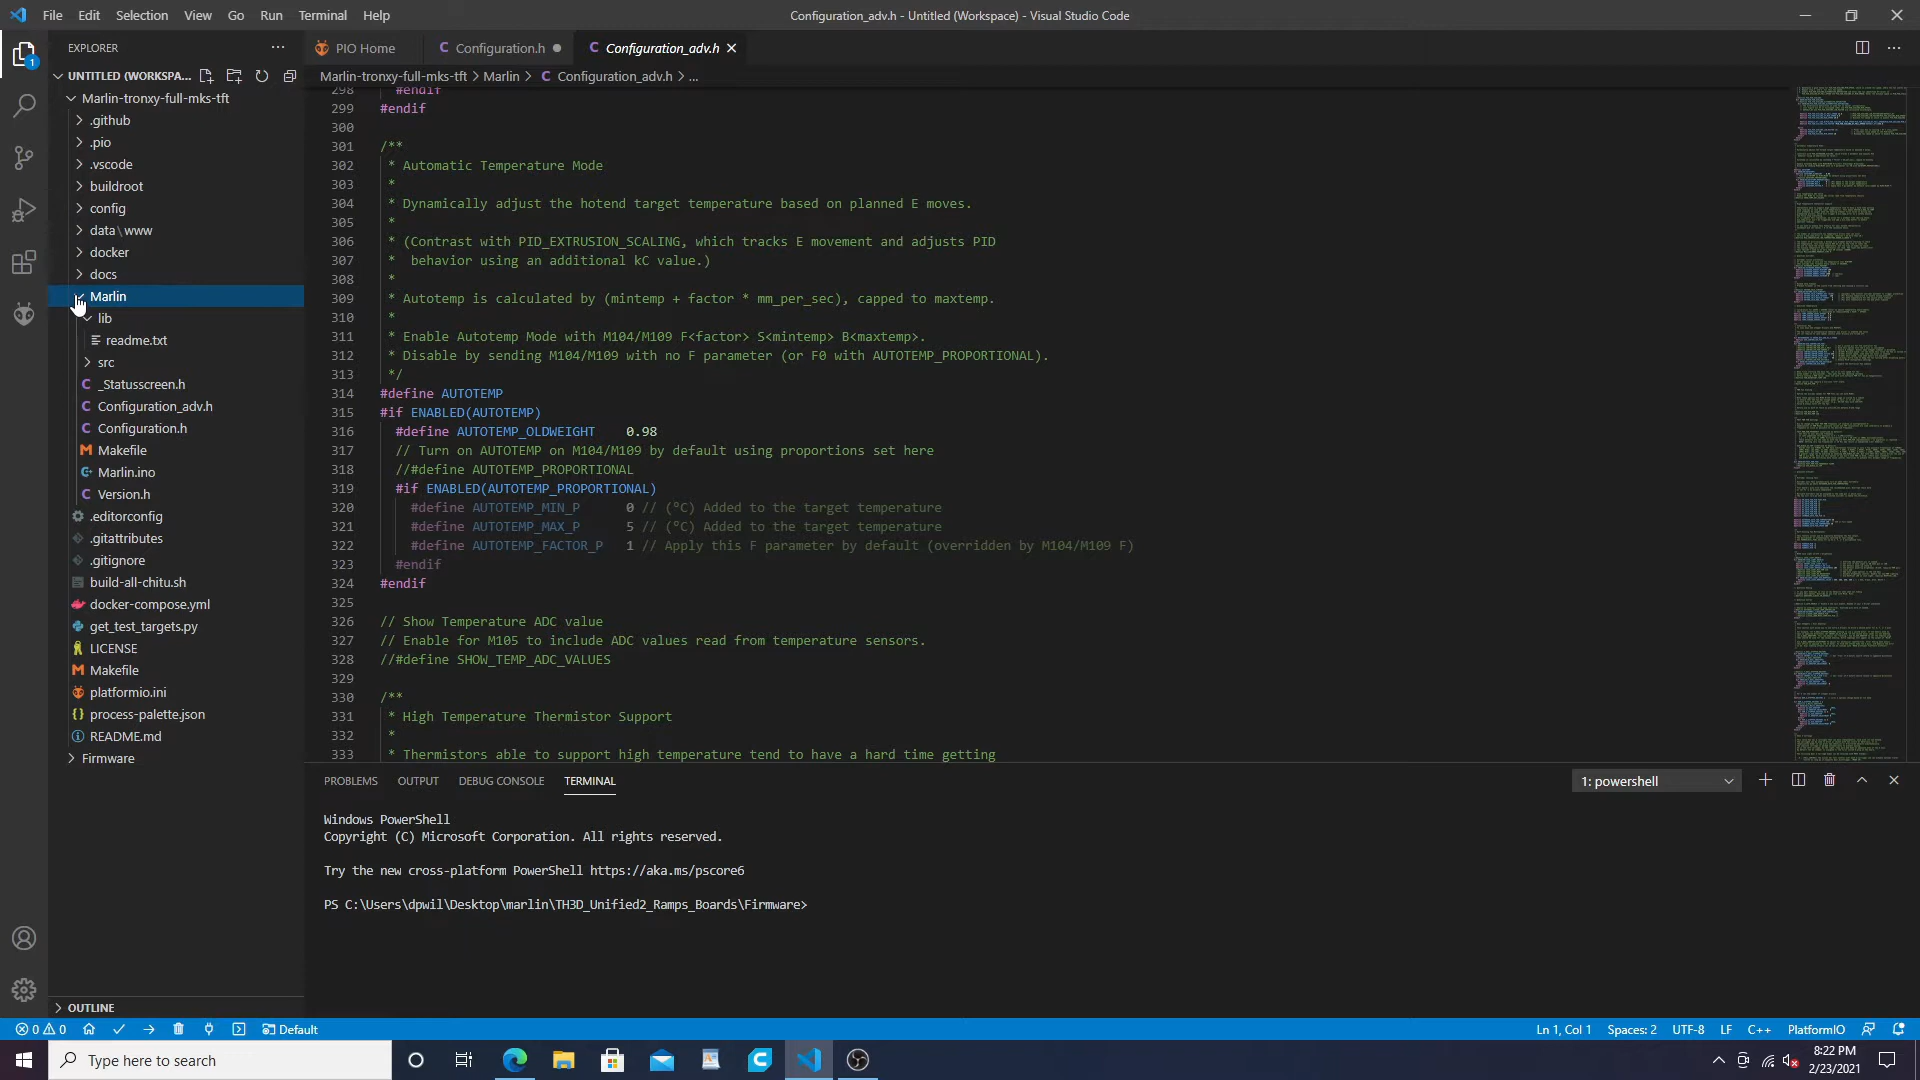 File Edit Selection View Go Run Terminal Help
Configuration_adv.h - Untitled (Workspace) - Visual Studio Code
EXPLORER
PIO Home
Configuration.h
Configuration_adv.h
UNTITLED (WORKSPA...
Marlin-tronxy-full-mks-tft > Marlin > Configuration_adv.h > ...
1
Marlin-tronxy-full-mks-tft
.github
.pio
.vscode
buildroot
config
data\www
docker
docs
Marlin
lib
readme.txt
src
_Statusscreen.h
Configuration_adv.h
Configuration.h
Makefile
Marlin.ino
Version.h
.editorconfig
.gitattributes
.gitignore
build-all-chitu.sh
docker-compose.yml
get_test_targets.py
LICENSE
Makefile
platformio.ini
process-palette.json
README.md
Firmware
OUTLINE
298 #endif
299 #endif
300
301 /**
302 * Automatic Temperature Mode
303 *
304 * Dynamically adjust the hotend target temperature based on planned E moves.
305 *
306 * (Contrast with PID_EXTRUSION_SCALING, which tracks E movement and adjusts PID
307 * behavior using an additional kC value.)
308 *
309 * Autotemp is calculated by (mintemp + factor * mm_per_sec), capped to maxtemp.
310 *
311 * Enable Autotemp Mode with M104/M109 F<factor> S<mintemp> B<maxtemp>.
312 * Disable by sending M104/M109 with no F parameter (or F0 with AUTOTEMP_PROPORTIONAL).
313 */
314 #define AUTOTEMP
315 #if ENABLED(AUTOTEMP)
316 #define AUTOTEMP_OLDWEIGHT 0.98
317 // Turn on AUTOTEMP on M104/M109 by default using proportions set here
318 //#define AUTOTEMP_PROPORTIONAL
319 #if ENABLED(AUTOTEMP_PROPORTIONAL)
320 #define AUTOTEMP_MIN_P 0 // (°C) Added to the target temperature
321 #define AUTOTEMP_MAX_P 5 // (°C) Added to the target temperature
322 #define AUTOTEMP_FACTOR_P 1 // Apply this F parameter by default (overridden by M104/M109 F)
323 #endif
324 #endif
325
326 // Show Temperature ADC value
327 // Enable for M105 to include ADC values read from temperature sensors.
328 //#define SHOW_TEMP_ADC_VALUES
329
330 /**
331 * High Temperature Thermistor Support
332 *
333 * Thermistors able to support high temperature tend to have a hard time getting
PROBLEMS OUTPUT DEBUG CONSOLE TERMINAL
1: powershell
Windows PowerShell
Copyright (C) Microsoft Corporation. All rights reserved.
Try the new cross-platform PowerShell https://aka.ms/pscore6
PS C:\Users\dpwil\Desktop\marlin\TH3D_Unified2_Ramps_Boards\Firmware>
0 0 Default
Ln 1, Col 1 Spaces: 2 UTF-8 LF C++ PlatformIO
Type here to search
8:22 PM
2/23/2021